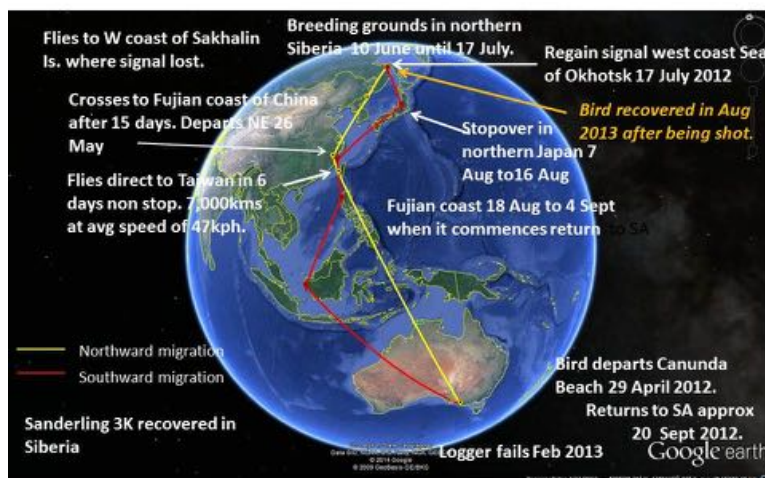 Breeding grounds in northern
Siberia 10 June until 17 July.
Flies to W coast of Sakhalin
Is. where signal lost.
Regain signal west coast Sea
of Okhotsk 17 July 2012
Crosses to Fujian coast of China
after 15 days. Departs NE 26
May
Bird recovered in Aug
2013 after being shot.
Stopover in
northern Japan 7
Aug to16 Aug
Flies direct to Taiwan in 6
days non stop. 7,000kms
at avg speed of 47kph.
Fujian coast 18 Aug to 4 Sept
when it commences return
to SA
Northward migration
Southward migration
Bird departs Canunda
Beach 29 April 2012.
Returns to SA approx
20 Sept 2012.
Sanderling 3K recovered in
Siberia
Logger fails Feb 2013
Google earth